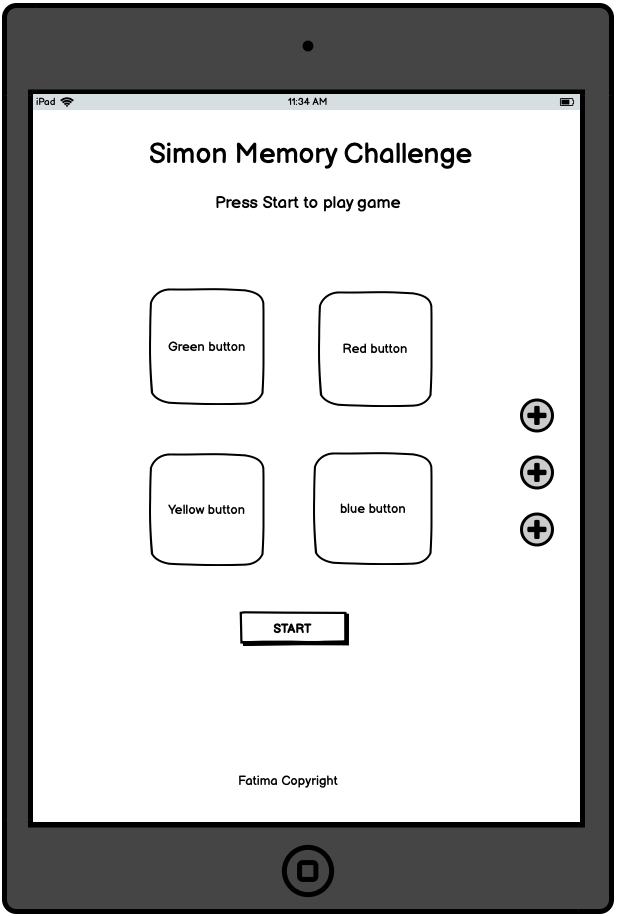 iPad 11:34 AM
Simon Memory Challenge
Press Start to play game
Green button
Red button
Yellow button
blue button
START
Fatima Copyright